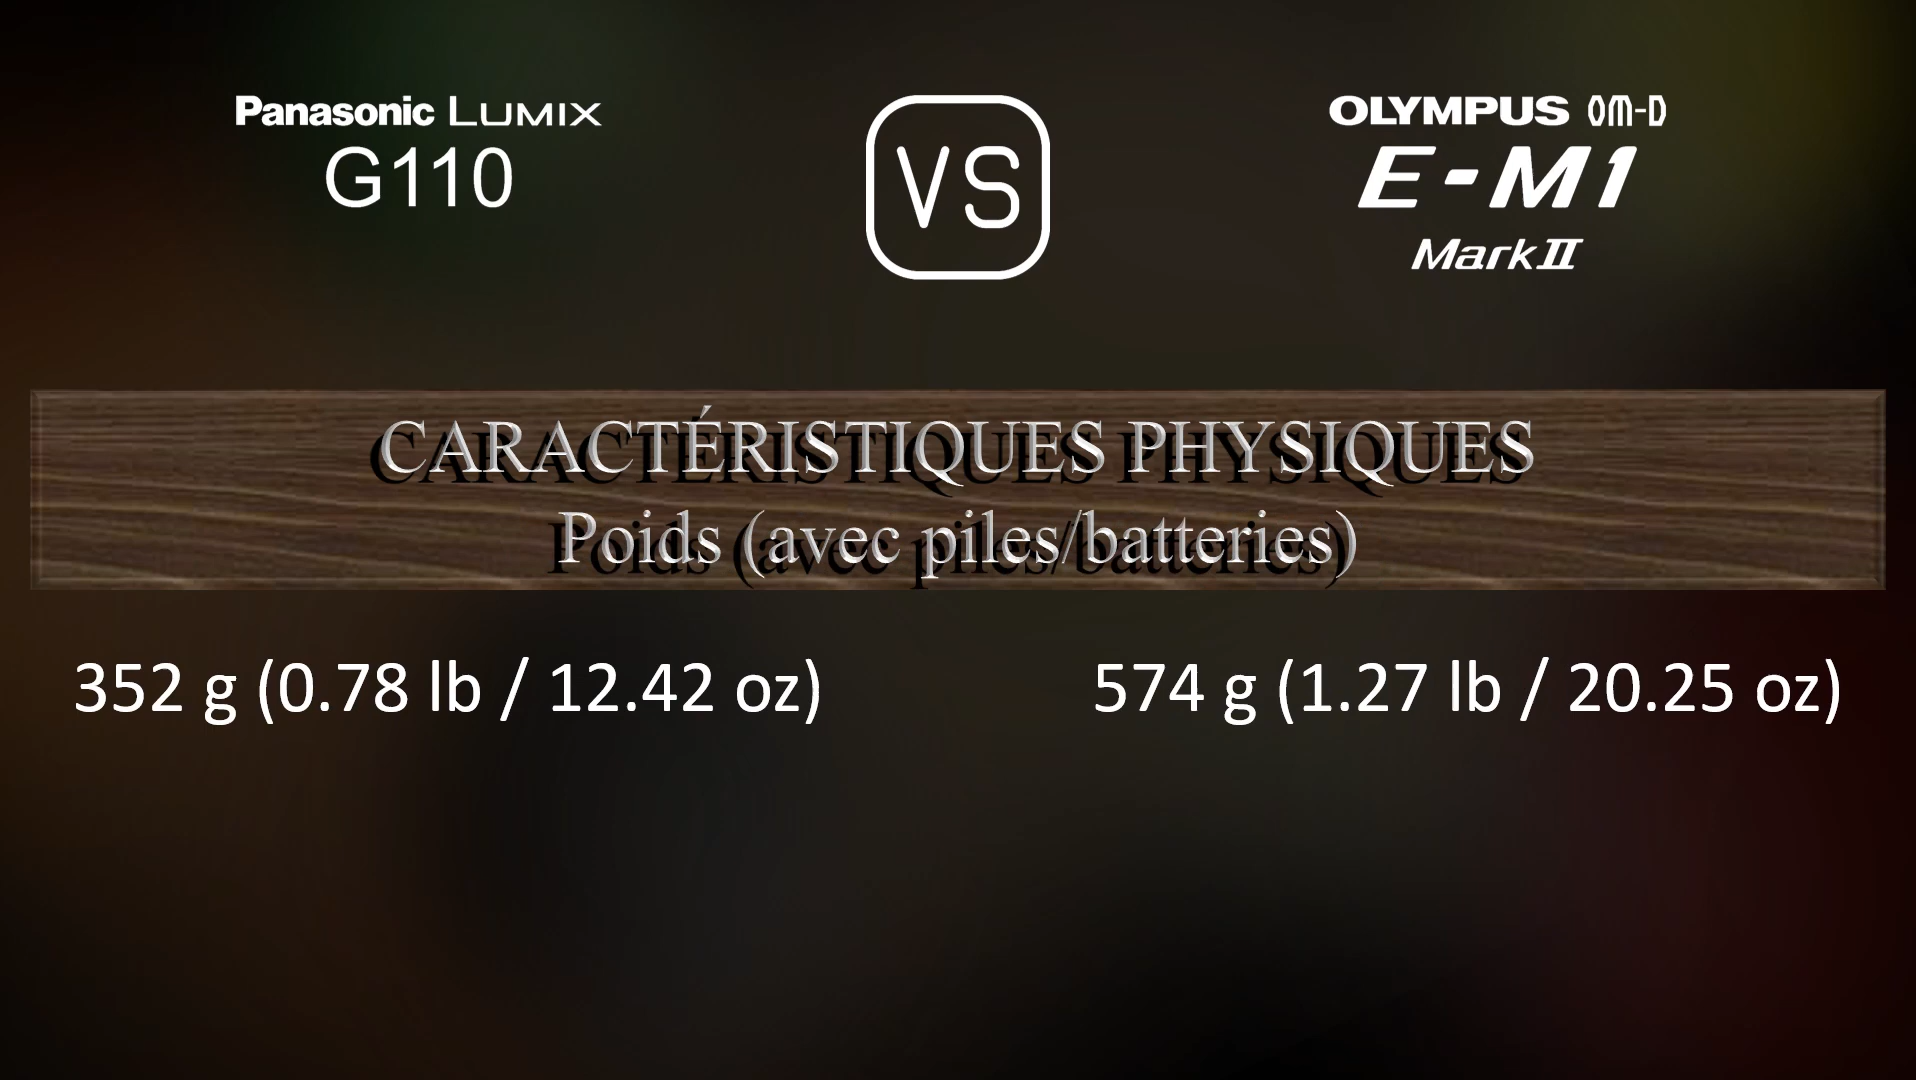 Panasonic LUMIX
G110
VS
OLYMPUS OM-D
E-M1
Mark II
CARACTÉRISTIQUES PHYSIQUES
Poids (avec piles/batteries)
352 g (0.78 lb / 12.42 oz)
574 g (1.27 lb / 20.25 oz)